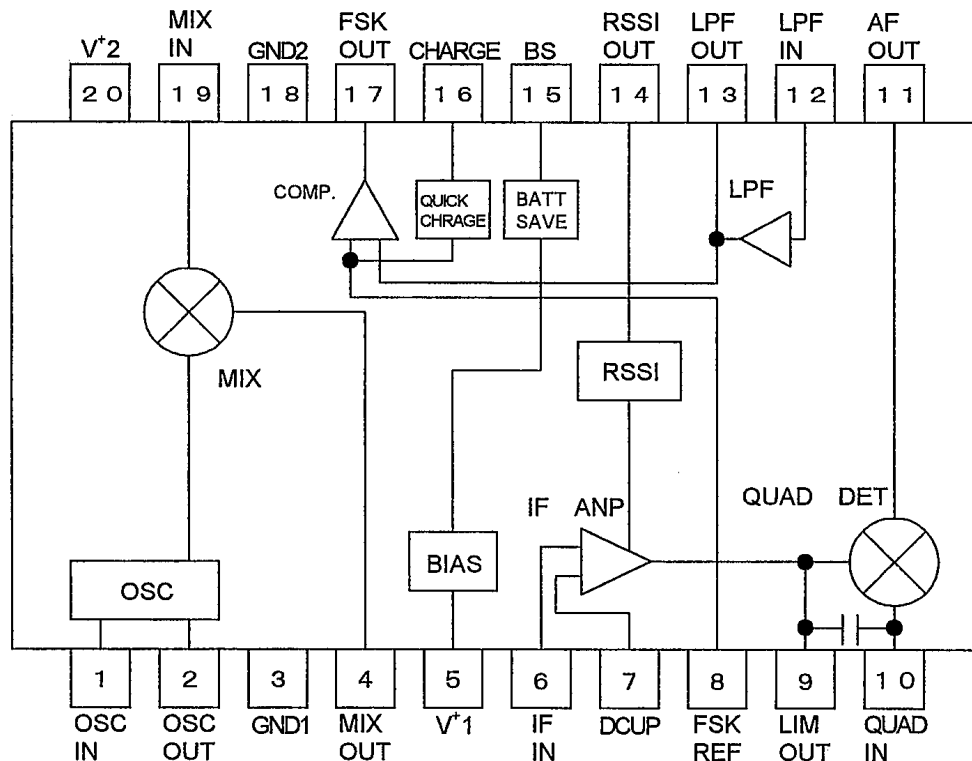 V+2
MIX
IN
GND2
FSK
OUT
CHARGE
BS
RSSI
OUT
LPF
OUT
LPF
IN
AF
OUT
20
19
18
17
16
15
14
13
12
11
COMP.
QUICK
CHRAGE
BATT
SAVE
LPF
MIX
RSSI
IF ANP
QUAD DET
OSC
BIAS
1
2
3
4
5
6
7
8
9
10
OSC
IN
OSC
OUT
GND1
MIX
OUT
V+1
IF
IN
DCUP
FSK
REF
LIM
OUT
QUAD
IN